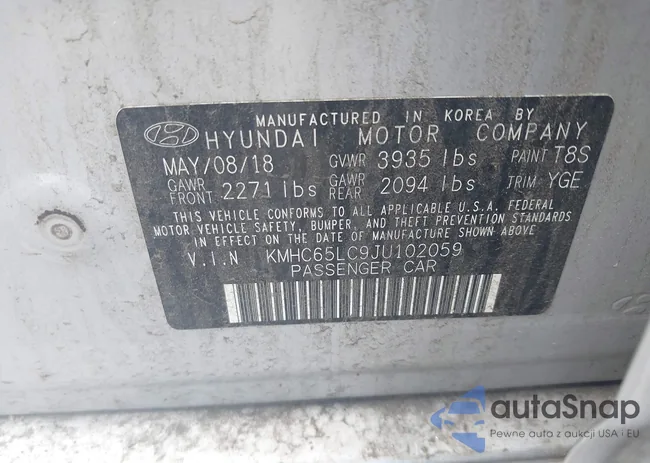 MANUFACTURED IN KOREA BY
HYUNDAI MOTOR COMPANY
MAY/08/18 GVWR 3935 lbs PAINT T8S
GAWR FRONT 2271 lbs GAWR REAR 2094 lbs TRIM YGE
THIS VEHICLE CONFORMS TO ALL APPLICABLE U.S.A. FEDERAL
MOTOR VEHICLE SAFETY, BUMPER, AND THEFT PREVENTION STANDARDS
IN EFFECT ON THE DATE OF MANUFACTURE SHOWN ABOVE.
V.I.N KMHC65LC9JU102059
PASSENGER CAR
autoSnap
Pewne auta z aukcji USA · EU